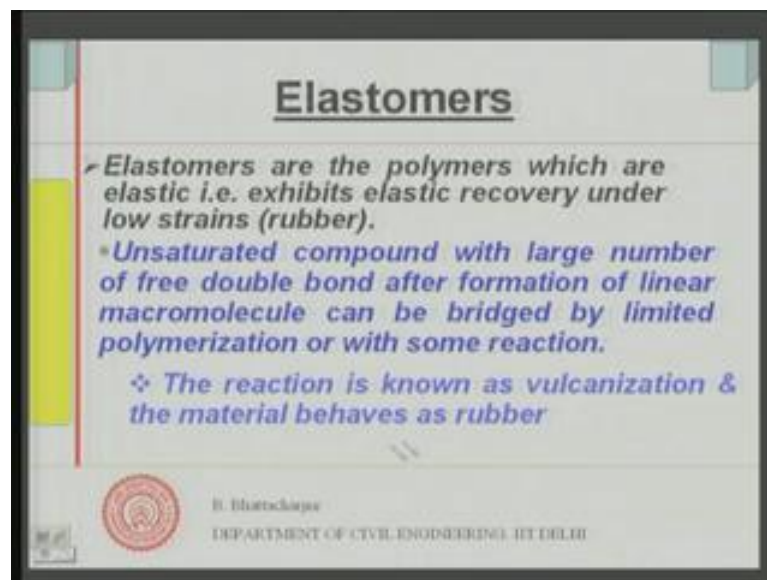 Elastomers
Elastomers are the polymers which are
elastic i.e. exhibits elastic recovery under
low strains (rubber).
Unsaturated compound with large number
of free double bond after formation of linear
macromolecule can be bridged by limited
polymerization or with some reaction.
The reaction is known as vulcanization &
the material behaves as rubber
B. Bhattacharjee
DEPARTMENT OF CIVIL ENGINEERING, IIT DELHI